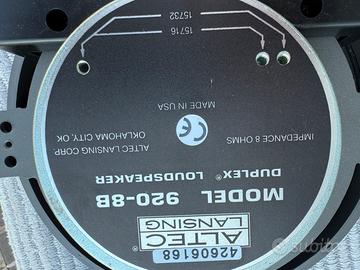 42606168
ALTEC
LANSING
MODEL 920-8B
DUPLEX® LOUDSPEAKER
ALTEC LANSING CORP.
OKLAHOMA CITY, OK
CE
IMPEDANCE 8 OHMS
MADE IN USA
15716
15732
subito